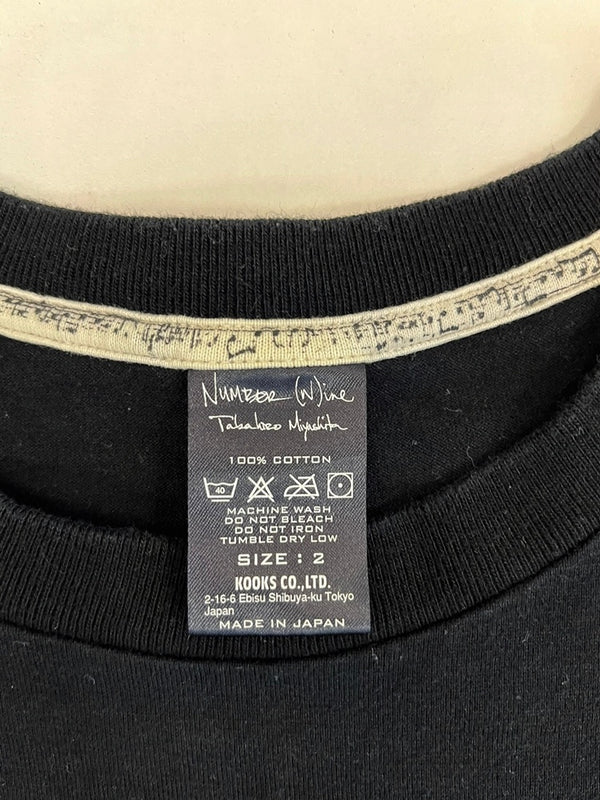 NUMBER (N)ine
Takahiro Miyashita
100% COTTON
40
MACHINE WASH
DO NOT BLEACH
DO NOT IRON
TUMBLE DRY LOW
SIZE : 2
KOOKS CO.,LTD.
2-16-6 Ebisu Shibuya-ku Tokyo
Japan
MADE IN JAPAN